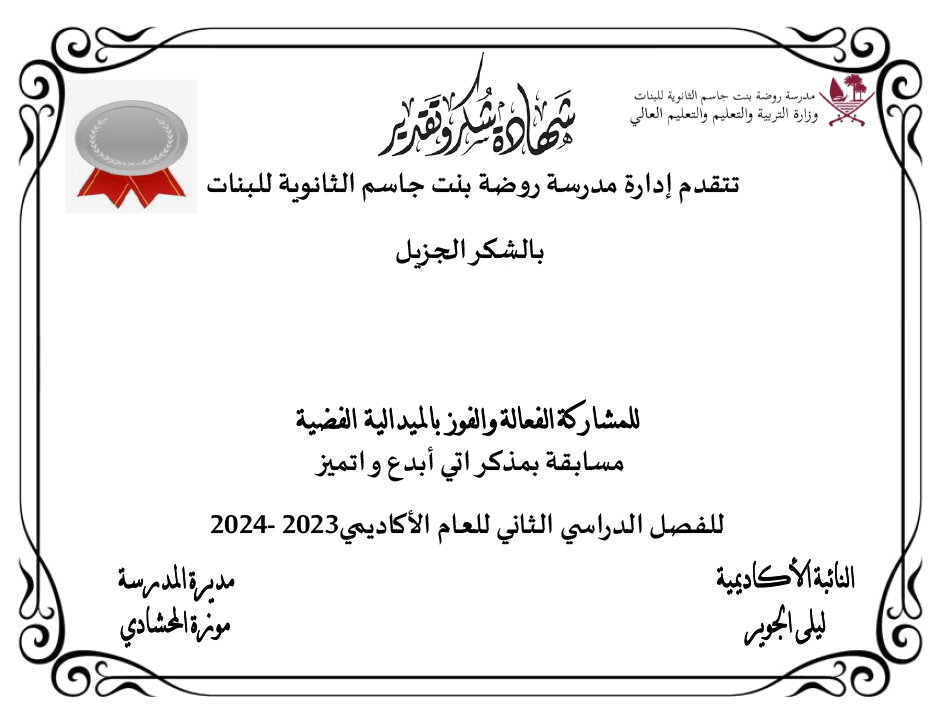 مدرسة روضة بنت جاسم الثانوية للبنات
وزارة التربية والتعليم والتعليم العالي
شهادة شكر وتقدير
تتقدم إدارة مدرسة روضة بنت جاسم الثانوية للبنات
بالشكر الجزيل
للمشاركة الفعالة والفوز بالميدالية الفضية
مسابقة بمذكراتي أبدع واتميز
للفصل الدراسي الثاني للعام الأكاديمي2023 -2024
النائبة الأكاديمية
ليلى الجوير
مديرة المدرسة
موزة المحشادي